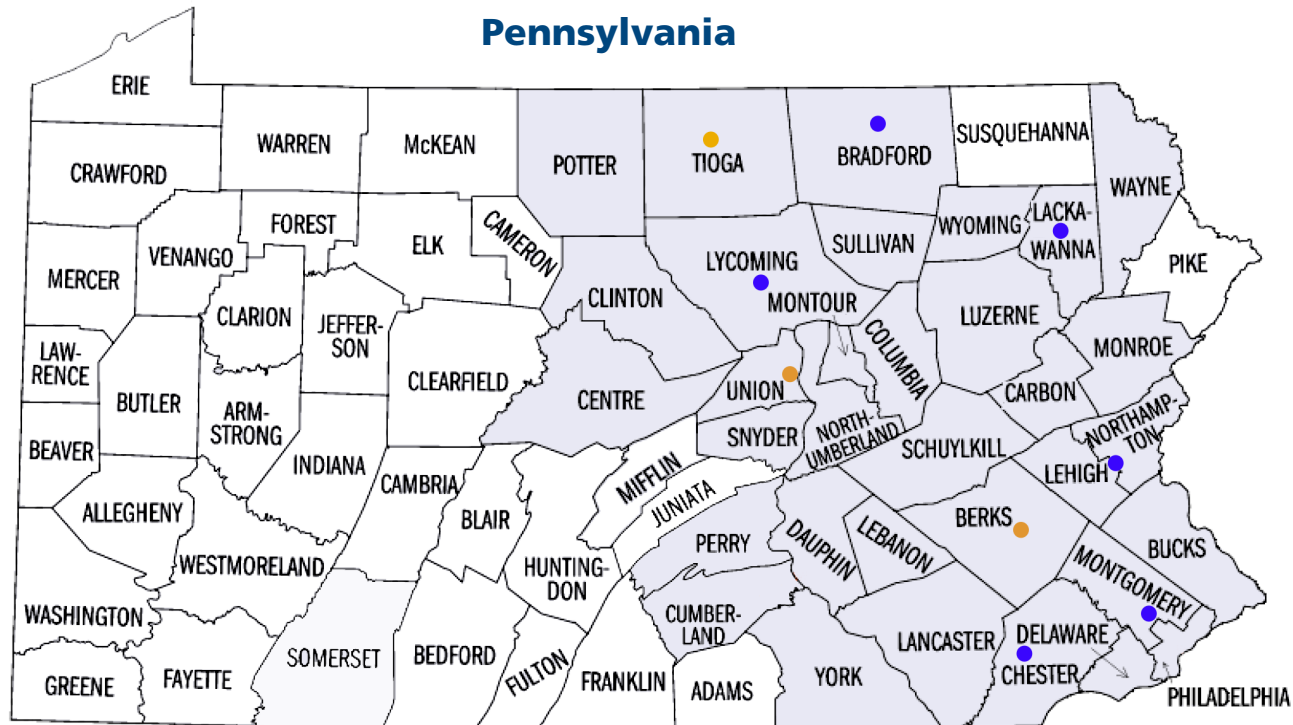 Pennsylvania
ERIE
WARREN
McKEAN
POTTER
TIOGA
BRADFORD
SUSQUEHANNA
WAYNE
CRAWFORD
FOREST
ELK
CAMERON
VENANGO
MERCER
CLARION
JEFFER-
SON
CLINTON
LYCOMING
SULLIVAN
WYOMING
LACKA-
WANNA
PIKE
MONTOUR
LUZERNE
MONROE
COLUMBIA
LAW-
RENCE
BUTLER
ARM-
STRONG
CLEARFIELD
CENTRE
UNION
SNYDER
NORTH-
UMBERLAND
CARBON
NORTHAMP-
TON
SCHUYLKILL
LEHIGH
BEAVER
INDIANA
CAMBRIA
BLAIR
MIFFLIN
JUNIATA
ALLEGHENY
WESTMORELAND
HUNTING-
DON
PERRY
DAUPHIN
LEBANON
BERKS
BUCKS
MONTGOMERY
WASHINGTON
CUMBER-
LAND
LANCASTER
DELAWARE
CHESTER
PHILADELPHIA
GREENE
FAYETTE
SOMERSET
BEDFORD
FULTON
FRANKLIN
ADAMS
YORK